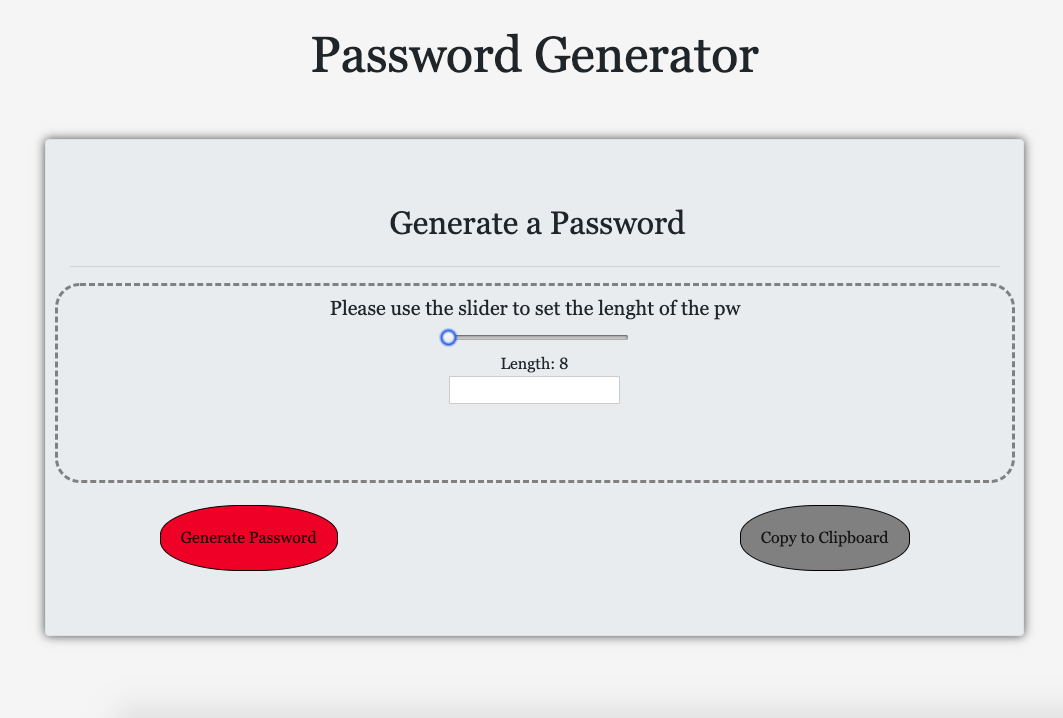 Password Generator
Generate a Password
Please use the slider to set the lenght of the pw
Length: 8
Generate Password
Copy to Clipboard